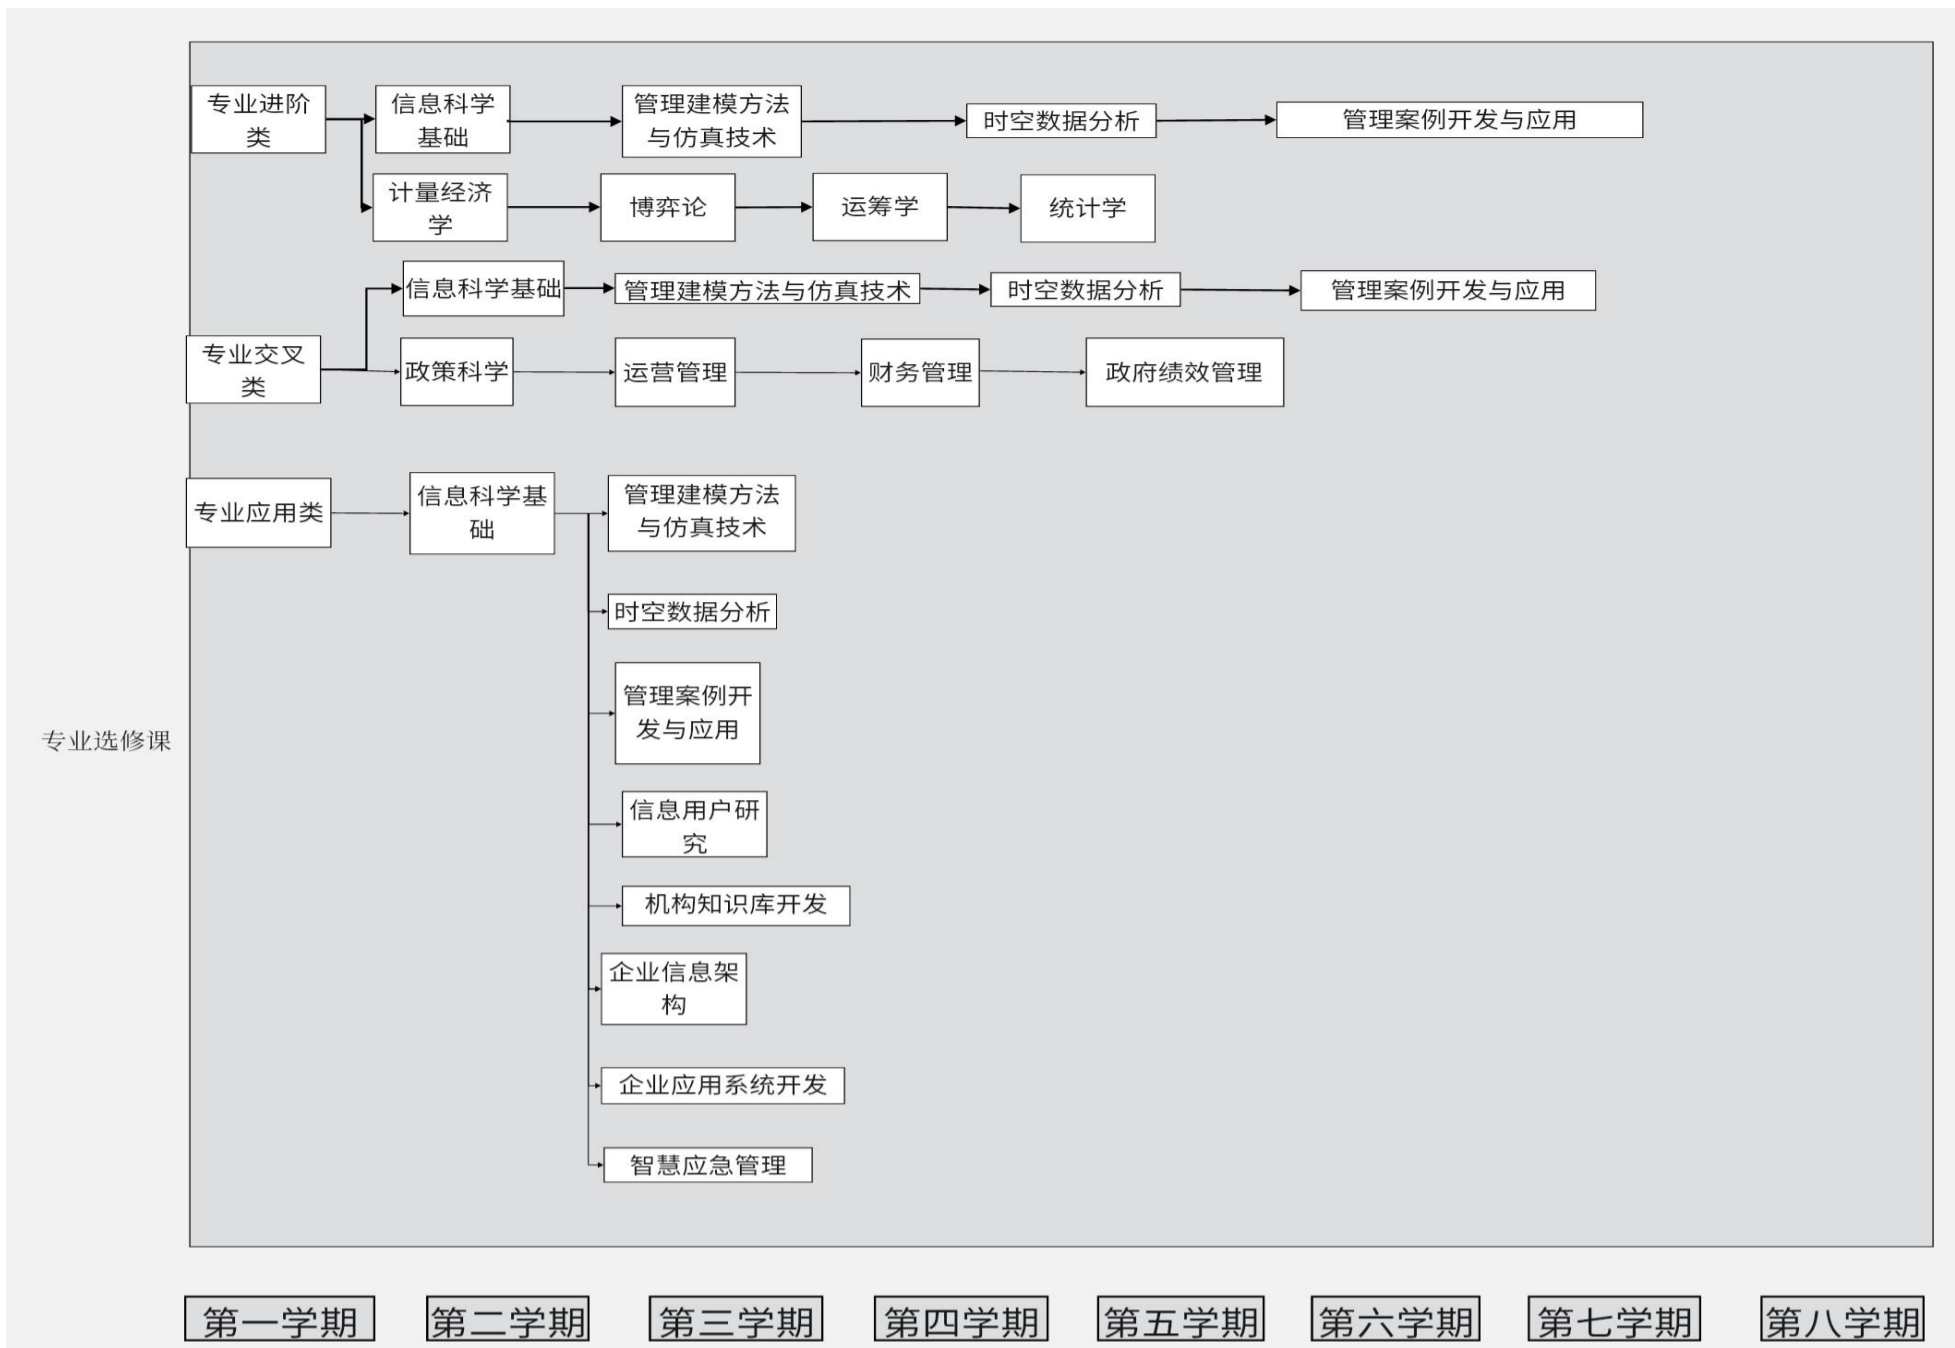 专业进阶
类
信息科学
基础
管理建模方法
与仿真技术
时空数据分析
管理案例开发与应用
计量经济
学
博弈论
运筹学
统计学
信息科学基础
管理建模方法与仿真技术
时空数据分析
管理案例开发与应用
专业交叉
类
政策科学
运营管理
财务管理
政府绩效管理
专业应用类
信息科学基
础
管理建模方法
与仿真技术
时空数据分析
管理案例开
发与应用
专业选修课
信息用户研
究
机构知识库开发
企业信息架
构
企业应用系统开发
智慧应急管理
第一学期
第二学期
第三学期
第四学期
第五学期
第六学期
第七学期
第八学期